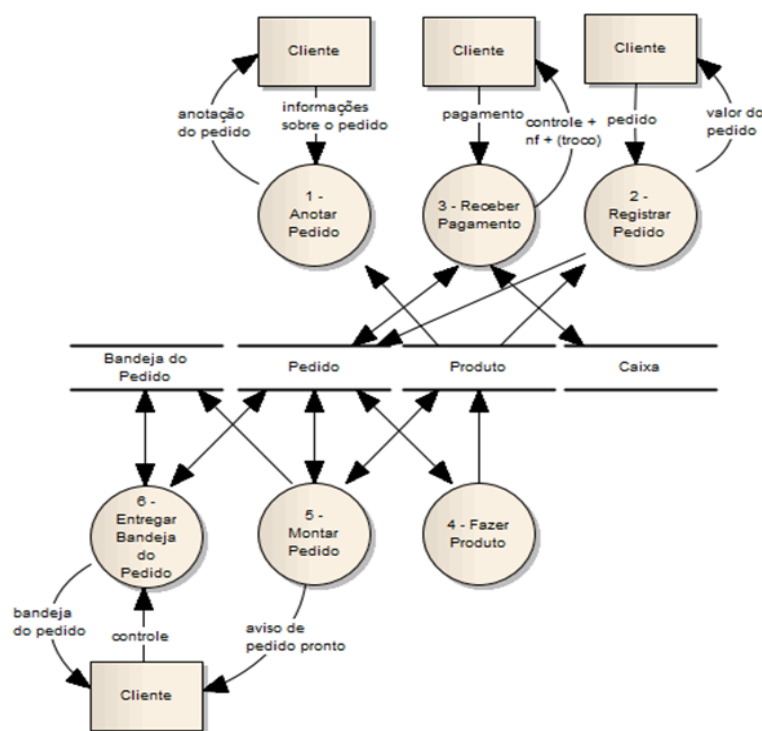 Cliente
Cliente
Cliente
anotação
do pedido
informações
sobre o pedido
pagamento
controle +
nf + (troco)
pedido
valor do
pedido
1 -
Anotar
Pedido
3 - Receber
Pagamento
2 -
Registrar
Pedido
Bandeja do
Pedido
Pedido
Produto
Caixa
6 -
Entregar
Bandeja
do
Pedido
5 -
Montar
Pedido
4 - Fazer
Produto
bandeja
do pedido
controle
aviso de
pedido pronto
Cliente